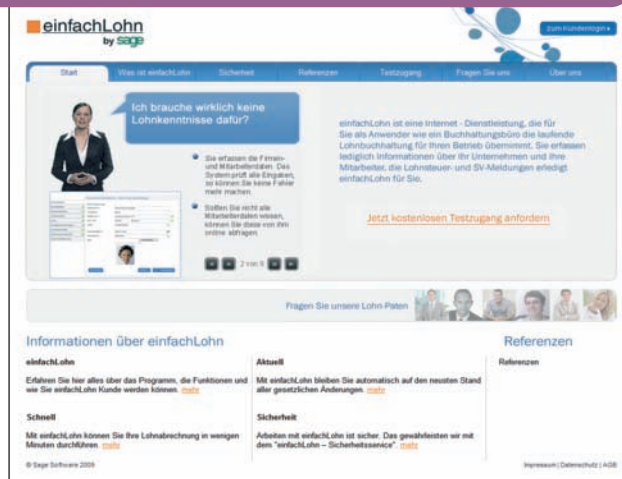 einfachLohn
by sage
zum Kundenlogin
Start
Was ist einfachLohn
Sicherheit
Referenzen
Testzugang
Fragen Sie uns
Über uns
Ich brauche wirklich keine
Lohnkenntnisse dafür?
Sie erfassen die Firmen-
und Mitarbeiterdaten. Das
System prüft alle Eingaben,
so können Sie keine Fehler
mehr machen.
Sollten Sie nicht alle
Mitarbeiterdaten wissen,
können Sie diese von ihm
online abfragen.
2 von 9
einfachLohn ist eine Internet - Dienstleistung, die für
Sie als Anwender wie ein Buchhaltungsbüro die laufende
Lohnbuchhaltung für Ihren Betrieb übernimmt. Sie erfassen
lediglich Informationen über Ihr Unternehmen und Ihre
Mitarbeiter, die Lohnsteuer- und SV-Meldungen erledigt
einfachLohn für Sie.
Jetzt kostenlosen Testzugang anfordern
Fragen Sie unsere Lohn-Paten
Informationen über einfachLohn
einfachLohn
Erfahren Sie hier alles über das Programm, die Funktionen und
wie Sie einfachLohn Kunde werden können. mehr
Schnell
Mit einfachLohn können Sie Ihre Lohnabrechnung in wenigen
Minuten durchführen. mehr
Aktuell
Mit einfachLohn bleiben Sie automatisch auf den neusten Stand
aller gesetzlichen Änderungen. mehr
Sicherheit
Arbeiten mit einfachLohn ist sicher. Das gewährleisten wir mit
dem "einfachLohn – Sicherheitsservice". mehr
Referenzen
Referenzen
© Sage Software 2009
Impressum | Datenschutz | AGB